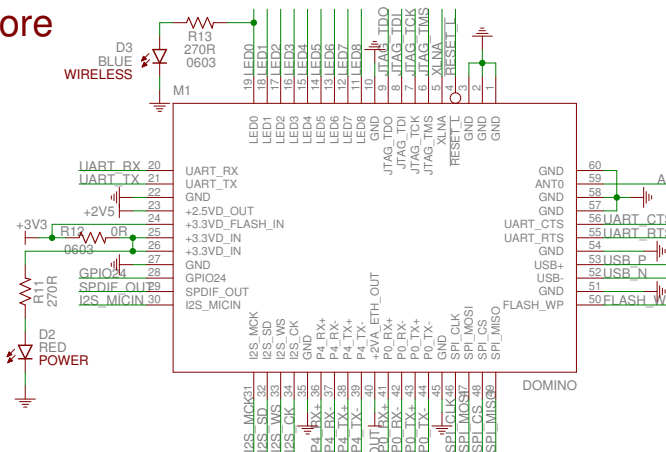 ore
R13
270R
0603
D3
BLUE
WIRELESS
M1
19 LED0
18 LED1
17 LED2
16 LED3
15 LED4
14 LED5
13 LED6
12 LED7
11 LED8
10
9 JTAG_TDO
8 JTAG_TDI
7 JTAG_TCK
6 JTAG_TMS
5 XLNA
4 RESET_L
3
2
1
LED0
LED1
LED2
LED3
LED4
LED5
LED6
LED7
LED8
GND
JTAG_TDO
JTAG_TDI
JTAG_TCK
JTAG_TMS
XLNA
RESET_L
GND
GND
GND
UART_RX 20 UART_RX
UART_TX 21 UART_TX
22 GND
+2V5 23 +2.5VD_OUT
+3V3 24 +3.3VD_FLASH_IN
R12 0R 25 +3.3VD_IN
0603 26 +3.3VD_IN
27 GND
GPIO24 28 GPIO24
SPDIF_OUT 29 SPDIF_OUT
I2S_MICIN 30 I2S_MICIN
R11
270R
D2
RED
POWER
GND 60
ANT0 59 A
GND 58
GND 57
UART_CTS 56 UART_CTS
UART_RTS 55 UART_RTS
GND 54
USB+ 53 USB_P
USB- 52 USB_N
GND 51
FLASH_WP 50 FLASH_W
I2S_MCK
I2S_SD
I2S_WS
I2S_CK
GND
P4_RX+
P4_RX-
P4_TX+
P4_TX-
+2VA_ETH_OUT
P0_RX+
P0_RX-
P0_TX+
P0_TX-
GND
SPI_CLK
SPI_MOSI
SPI_CS
SPI_MISO
DOMINO
I2S_MCK 31
I2S_SD 32
I2S_WS 33
I2S_CK 34
35
P4_RX+ 36
P4_RX- 37
P4_TX+ 38
P4_TX- 39
OUT 40
P0_RX+ 41
P0_RX- 42
P0_TX+ 43
P0_TX- 44
45
SPI_CLK 46
SPI_MOSI 47
SPI_CS 48
SPI_MISO 49